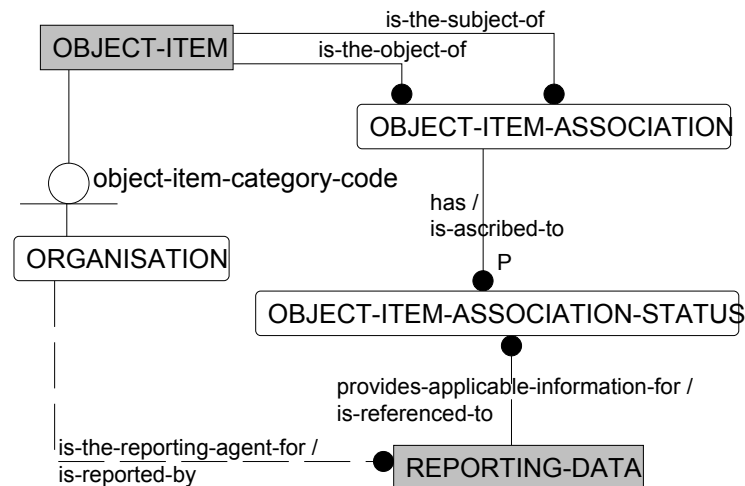 is-the-subject-of
OBJECT-ITEM
is-the-object-of
OBJECT-ITEM-ASSOCIATION
object-item-category-code
has /
is-ascribed-to
ORGANISATION
P
OBJECT-ITEM-ASSOCIATION-STATUS
provides-applicable-information-for /
is-referenced-to
is-the-reporting-agent-for /
is-reported-by
REPORTING-DATA